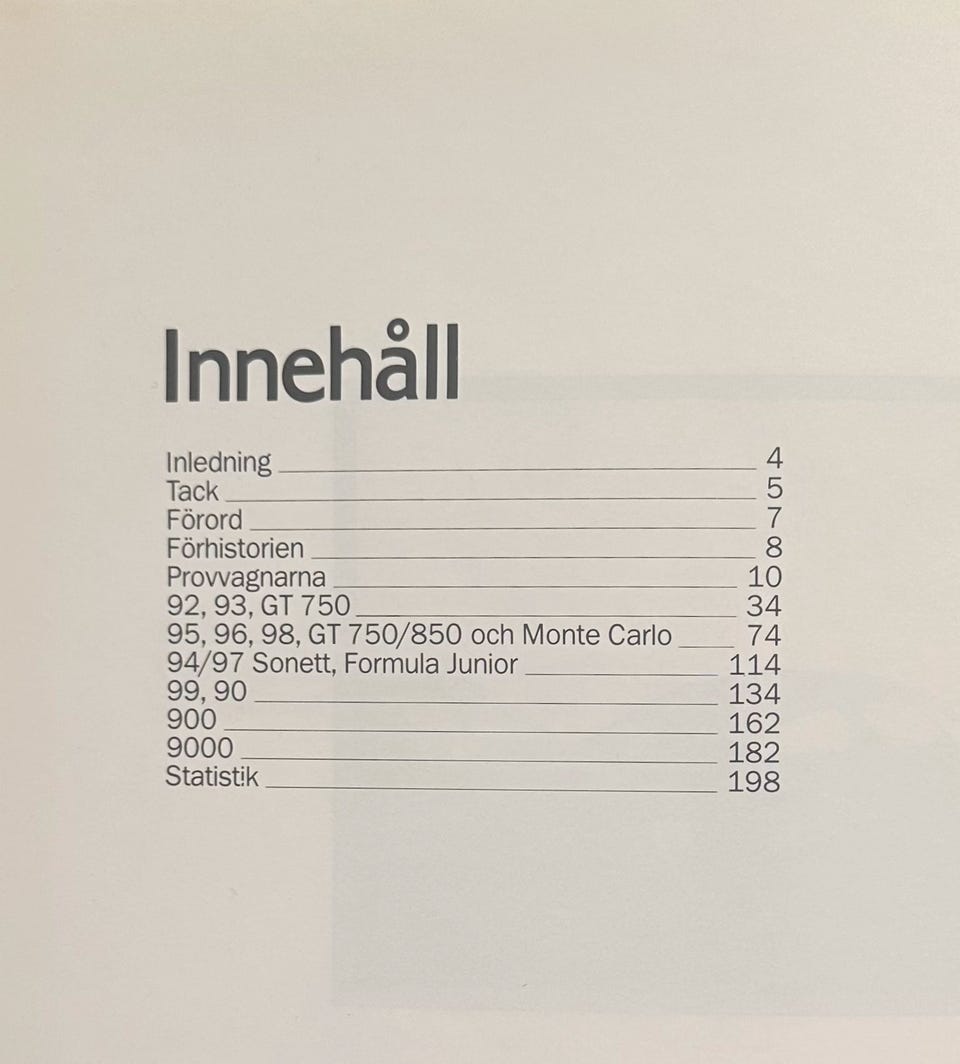 Innehåll
Inledning 4
Tack 5
Förord 7
Förhistorien 8
Provvagnarna 10
92, 93, GT 750 34
95, 96, 98, GT 750/850 och Monte Carlo 74
94/97 Sonett, Formula Junior 114
99, 90 134
900 162
9000 182
Statistik 198